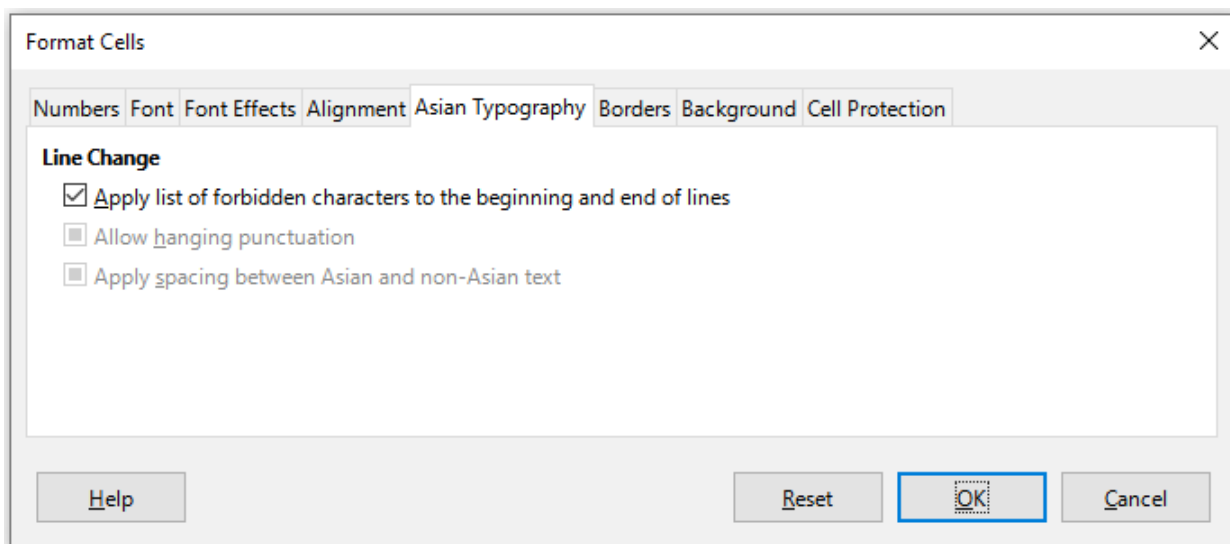 Format Cells
Numbers Font Font Effects Alignment Asian Typography Borders Background Cell Protection
Line Change
Apply list of forbidden characters to the beginning and end of lines
Allow hanging punctuation
Apply spacing between Asian and non-Asian text
Help Reset OK Cancel